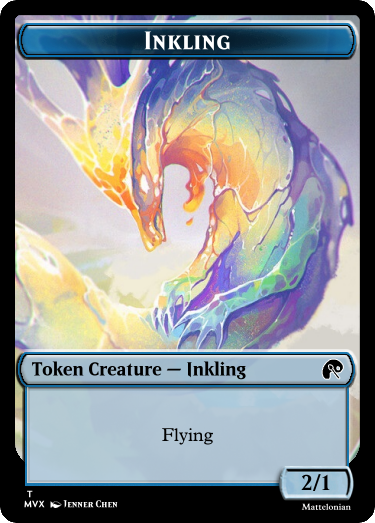 INKLING
Token Creature — Inkling
Flying
2/1
T
MVX JENNER CHEN
Mattelonian